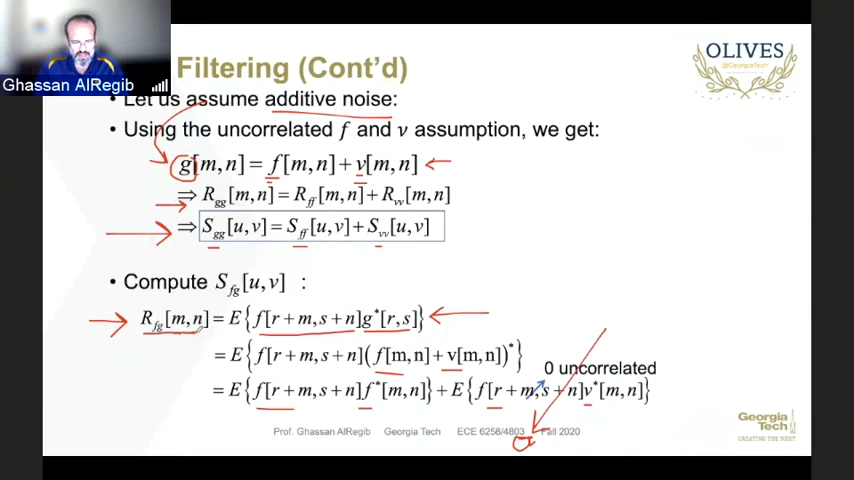 Ghassan AlRegib
Filtering (Cont'd)
OLIVES
@GeorgiaTech
• Let us assume additive noise:
• Using the uncorrelated f and ν assumption, we get:
g[m,n] = f[m,n] + v[m,n]
⇒ R_gg[m,n] = R_ff[m,n] + R_vv[m,n]
⇒ S_gg[u,v] = S_ff[u,v] + S_vv[u,v]
• Compute S_fg[u,v] :
R_fg[m,n] = E{f[r+m,s+n]g*[r,s]}
= E{f[r+m,s+n](f[m,n]+v[m,n])*}
0 uncorrelated
= E{f[r+m,s+n]f*[m,n]} + E{f[r+m,s+n]v*[m,n]}
Prof. Ghassan AlRegib Georgia Tech ECE 6258/4803 Fall 2020
Georgia
Tech
CREATING THE NEXT